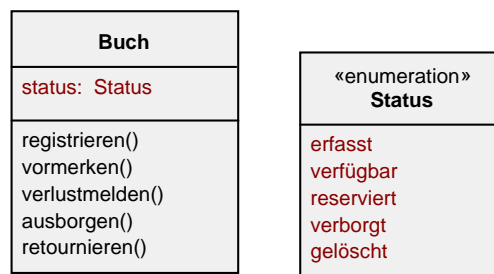 Buch
status: Status
registrieren()
vormerken()
verlustmelden()
ausborgen()
retournieren()
«enumeration»
Status
erfasst
verfügbar
reserviert
verborgt
gelöscht